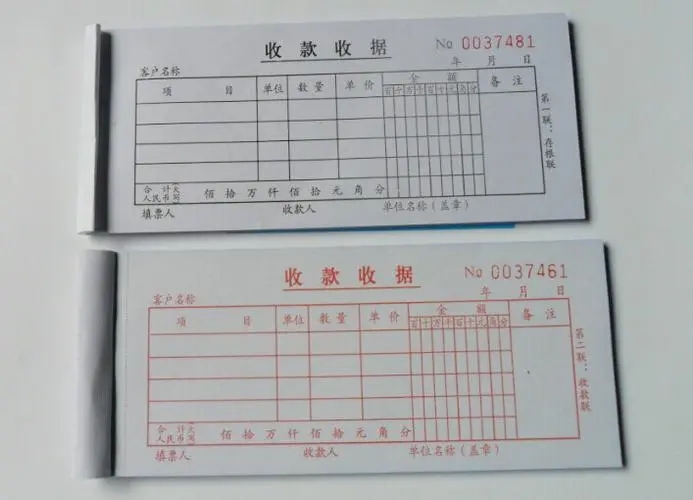 收款收据 No 0037481
年 月 日
客户名称
项 目 单位 数量 单价 金额 备注
百十万千百十元角分
合计大
人民币写 佰拾万仟佰拾元角分
填票人 收款人 单位名称(盖章)
第一联:存根联
收款收据 No 0037461
年 月 日
客户名称
项 目 单位 数量 单价 金额 备注
百十万千百十元角分
合计大
人民币写 佰拾万仟佰拾元角分
填票人 收款人 单位名称(盖章)
第二联:收款联